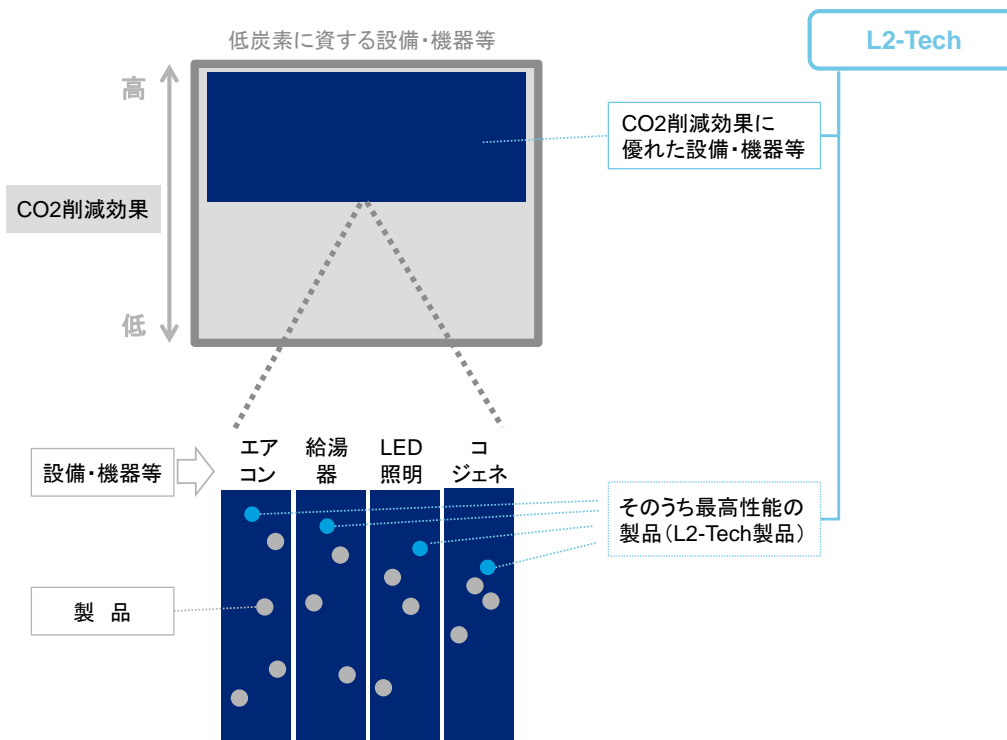 低炭素に資する設備・機器等
L2-Tech
高
CO2削減効果に
優れた設備・機器等
CO2削減効果
低
エア
コン
給湯
器
LED
照明
コ
ジェネ
設備・機器等
そのうち最高性能の
製品（L2-Tech製品）
製 品